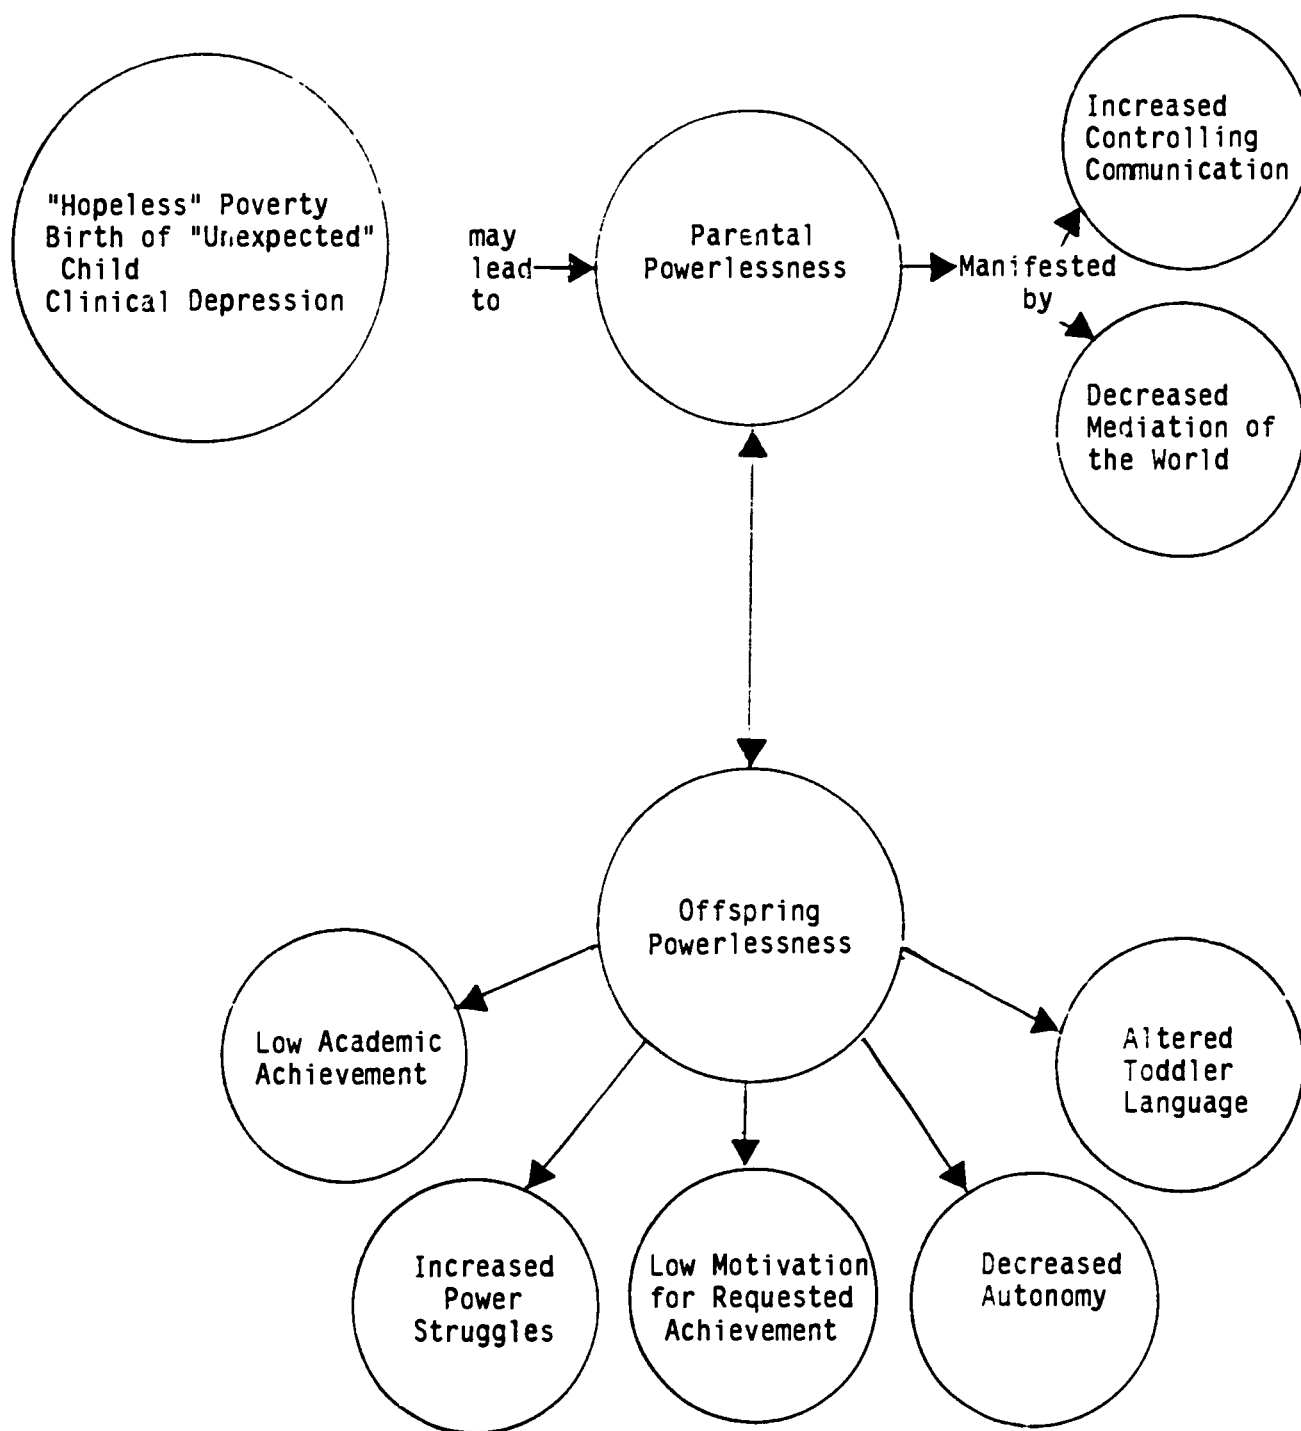 "Hopeless" Poverty
Birth of "Unexpected"
Child
Clinical Depression
may
lead
to
Parental
Powerlessness
Manifested
by
Increased
Controlling
Communication
Decreased
Mediation of
the World
Offspring
Powerlessness
Low Academic
Achievement
Increased
Power
Struggles
Low Motivation
for Requested
Achievement
Decreased
Autonomy
Altered
Toddler
Language